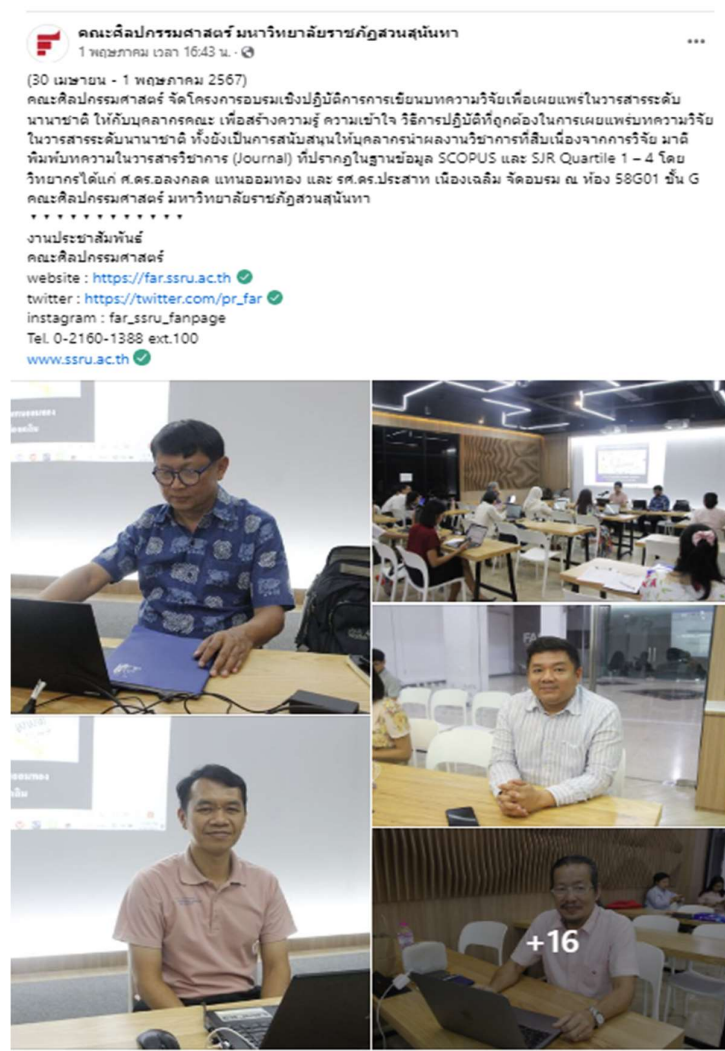 คณะศิลปกรรมศาสตร์ มหาวิทยาลัยราชภัฏสวนสุนันทา
1 พฤษภาคม เวลา 16:43 น. ·
(30 เมษายน - 1 พฤษภาคม 2567)
คณะศิลปกรรมศาสตร์ จัดโครงการอบรมเชิงปฏิบัติการการเขียนบทความวิจัยเพื่อเผยแพร่ในวารสารระดับ
นานาชาติ ให้กับบุคลากรคณะ เพื่อสร้างความรู้ ความเข้าใจ วิธีการปฏิบัติที่ถูกต้องในการเผยแพร่บทความวิจัย
ในวารสารระดับนานาชาติ ทั้งยังเป็นการสนับสนุนให้บุคลากรนำผลงานวิชาการที่สืบเนื่องจากการวิจัย มาตี
พิมพ์บทความในวารสารวิชาการ (Journal) ที่ปรากฏในฐานข้อมูล SCOPUS และ SJR Quartile 1 – 4 โดย
วิทยากรได้แก่ ศ.ดร.อลงกลด แทนออมทอง และ รศ.ดร.ประสาท เนืองเฉลิม จัดอบรม ณ ห้อง 58G01 ชั้น G
คณะศิลปกรรมศาสตร์ มหาวิทยาลัยราชภัฏสวนสุนันทา
งานประชาสัมพันธ์
คณะศิลปกรรมศาสตร์
website : https://far.ssru.ac.th
twitter : https://twitter.com/pr_far
instagram : far_ssru_fanpage
Tel. 0-2160-1388 ext.100
www.ssru.ac.th
+16